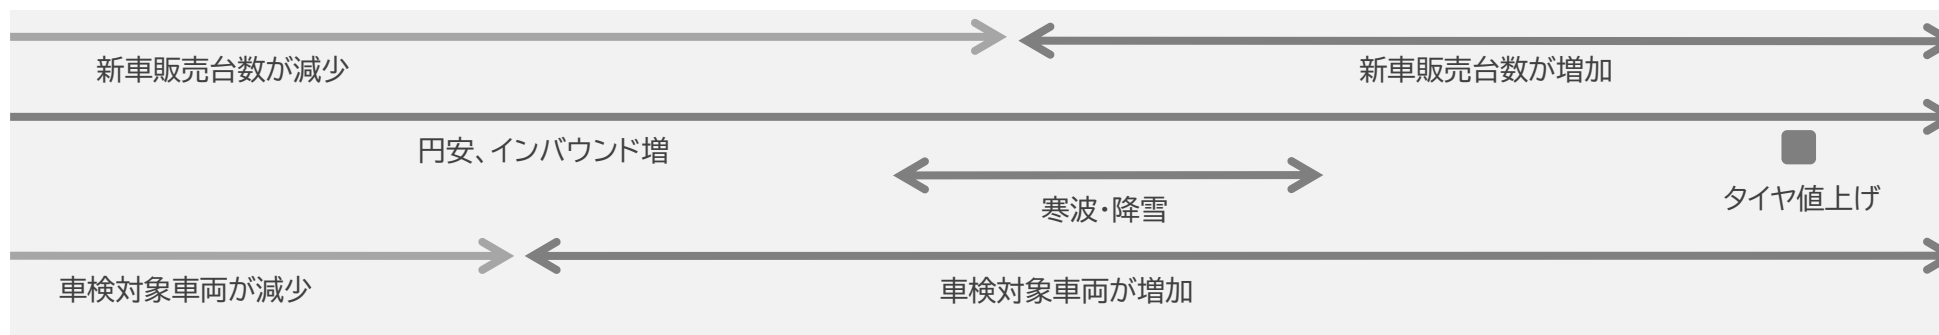 新車販売台数が減少
新車販売台数が増加
円安、インバウンド増
タイヤ値上げ
寒波・降雪
車検対象車両が減少
車検対象車両が増加